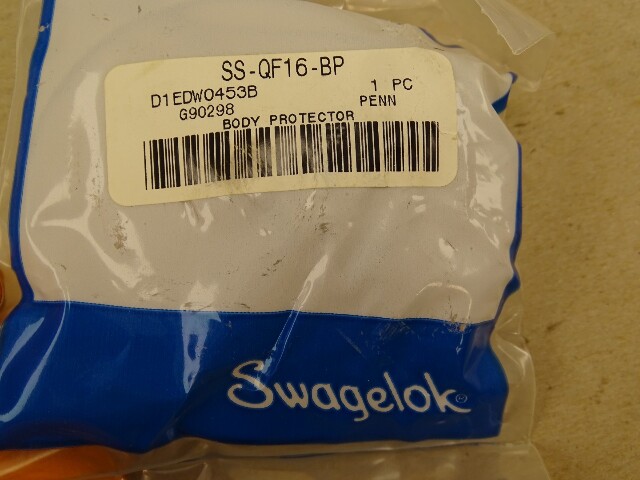 SS-QF16-BP
D1EDW0453B 1 PC
G90298 PENN
BODY PROTECTOR
Swagelok